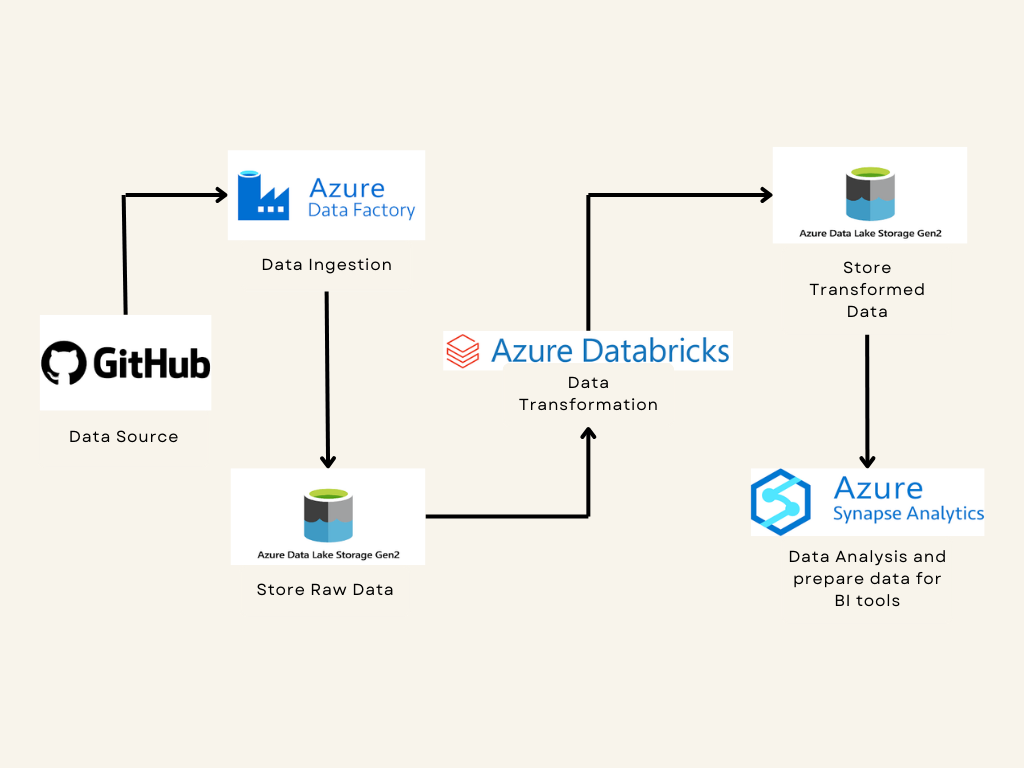 GitHub
Data Source
Azure
Data Factory
Data Ingestion
Azure Data Lake Storage Gen2
Store Raw Data
Azure Databricks
Data
Transformation
Azure Data Lake Storage Gen2
Store
Transformed
Data
Azure
Synapse Analytics
Data Analysis and
prepare data for
BI tools